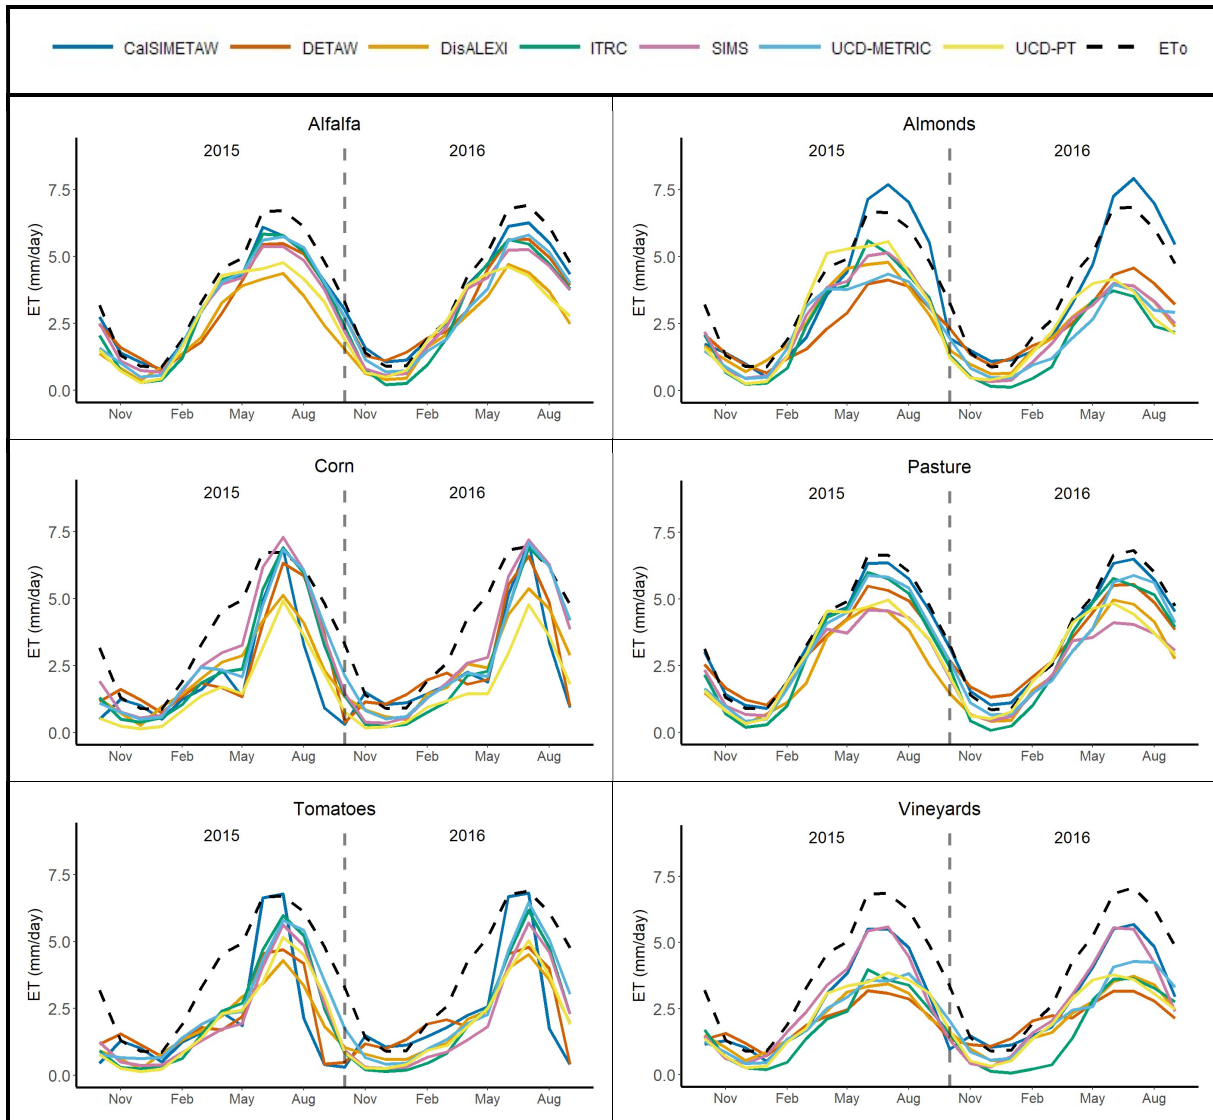 CalSIMETAW DETAW DisALEXI ITRC SIMS UCD-METRIC UCD-PT ETo
Alfalfa
2015 2016
ET (mm/day)
7.5
5.0
2.5
0.0
Nov Feb May Aug Nov Feb May Aug
Almonds
2015 2016
ET (mm/day)
7.5
5.0
2.5
0.0
Nov Feb May Aug Nov Feb May Aug
Corn
2015 2016
ET (mm/day)
7.5
5.0
2.5
0.0
Nov Feb May Aug Nov Feb May Aug
Pasture
2015 2016
ET (mm/day)
7.5
5.0
2.5
0.0
Nov Feb May Aug Nov Feb May Aug
Tomatoes
2015 2016
ET (mm/day)
7.5
5.0
2.5
0.0
Nov Feb May Aug Nov Feb May Aug
Vineyards
2015 2016
ET (mm/day)
7.5
5.0
2.5
0.0
Nov Feb May Aug Nov Feb May Aug